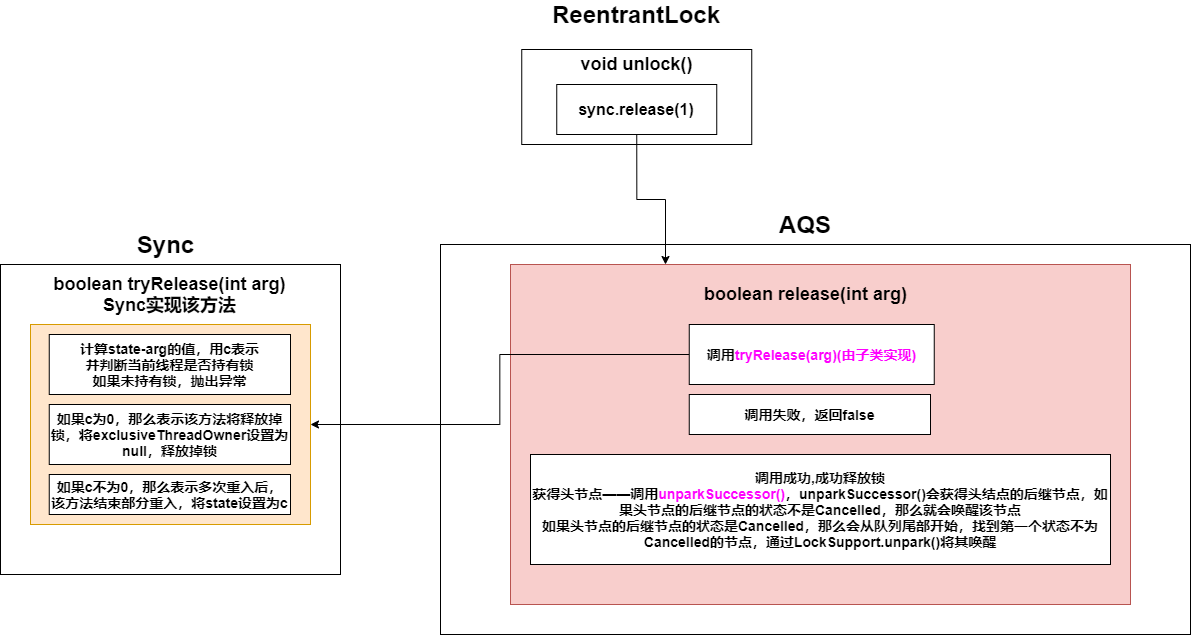 ReentrantLock
void unlock()
sync.release(1)
AQS
Sync
boolean tryRelease(int arg)
Sync实现该方法
计算state-arg的值，用c表示
并判断当前线程是否持有锁
如果未持有锁，抛出异常
如果c为0，那么表示该方法将释放掉
锁，将exclusiveThreadOwner设置为
null，释放掉锁
如果c不为0，那么表示多次重入后，
该方法结束部分重入，将state设置为c
boolean release(int arg)
调用tryRelease(arg)(由子类实现)
调用失败，返回false
调用成功,成功释放锁
获得头节点——调用unparkSuccessor()，unparkSuccessor()会获得头结点的后继节点，如
果头节点的后继节点的状态不是Cancelled，那么就会唤醒该节点
如果头节点的后继节点的状态是Cancelled，那么会从队列尾部开始，找到第一个状态不为
Cancelled的节点，通过LockSupport.unpark()将其唤醒